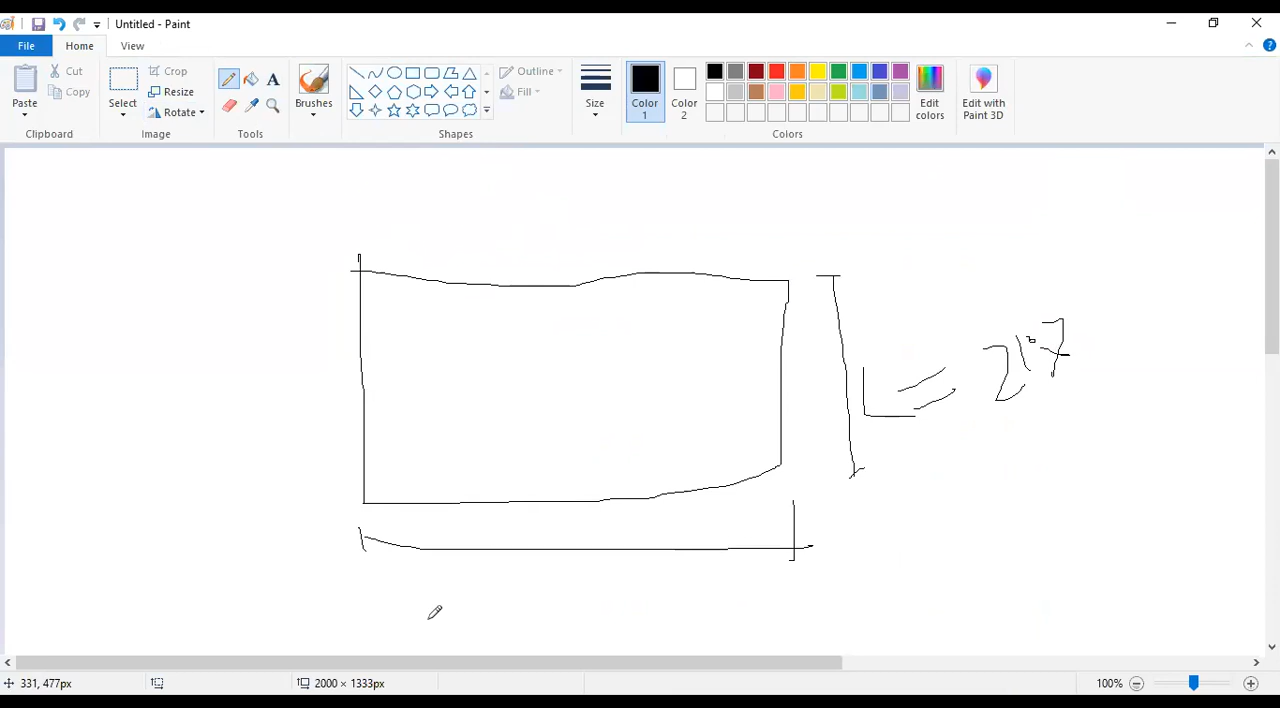 Untitled - Paint
File
Home
View
Paste
Cut
Copy
Select
Crop
Resize
Rotate
A
Brushes
Outline
Fill
Size
Color 1
Color 2
Edit colors
Edit with Paint 3D
Clipboard
Image
Tools
Shapes
Colors
L =
331, 477px
2000 × 1333px
100%